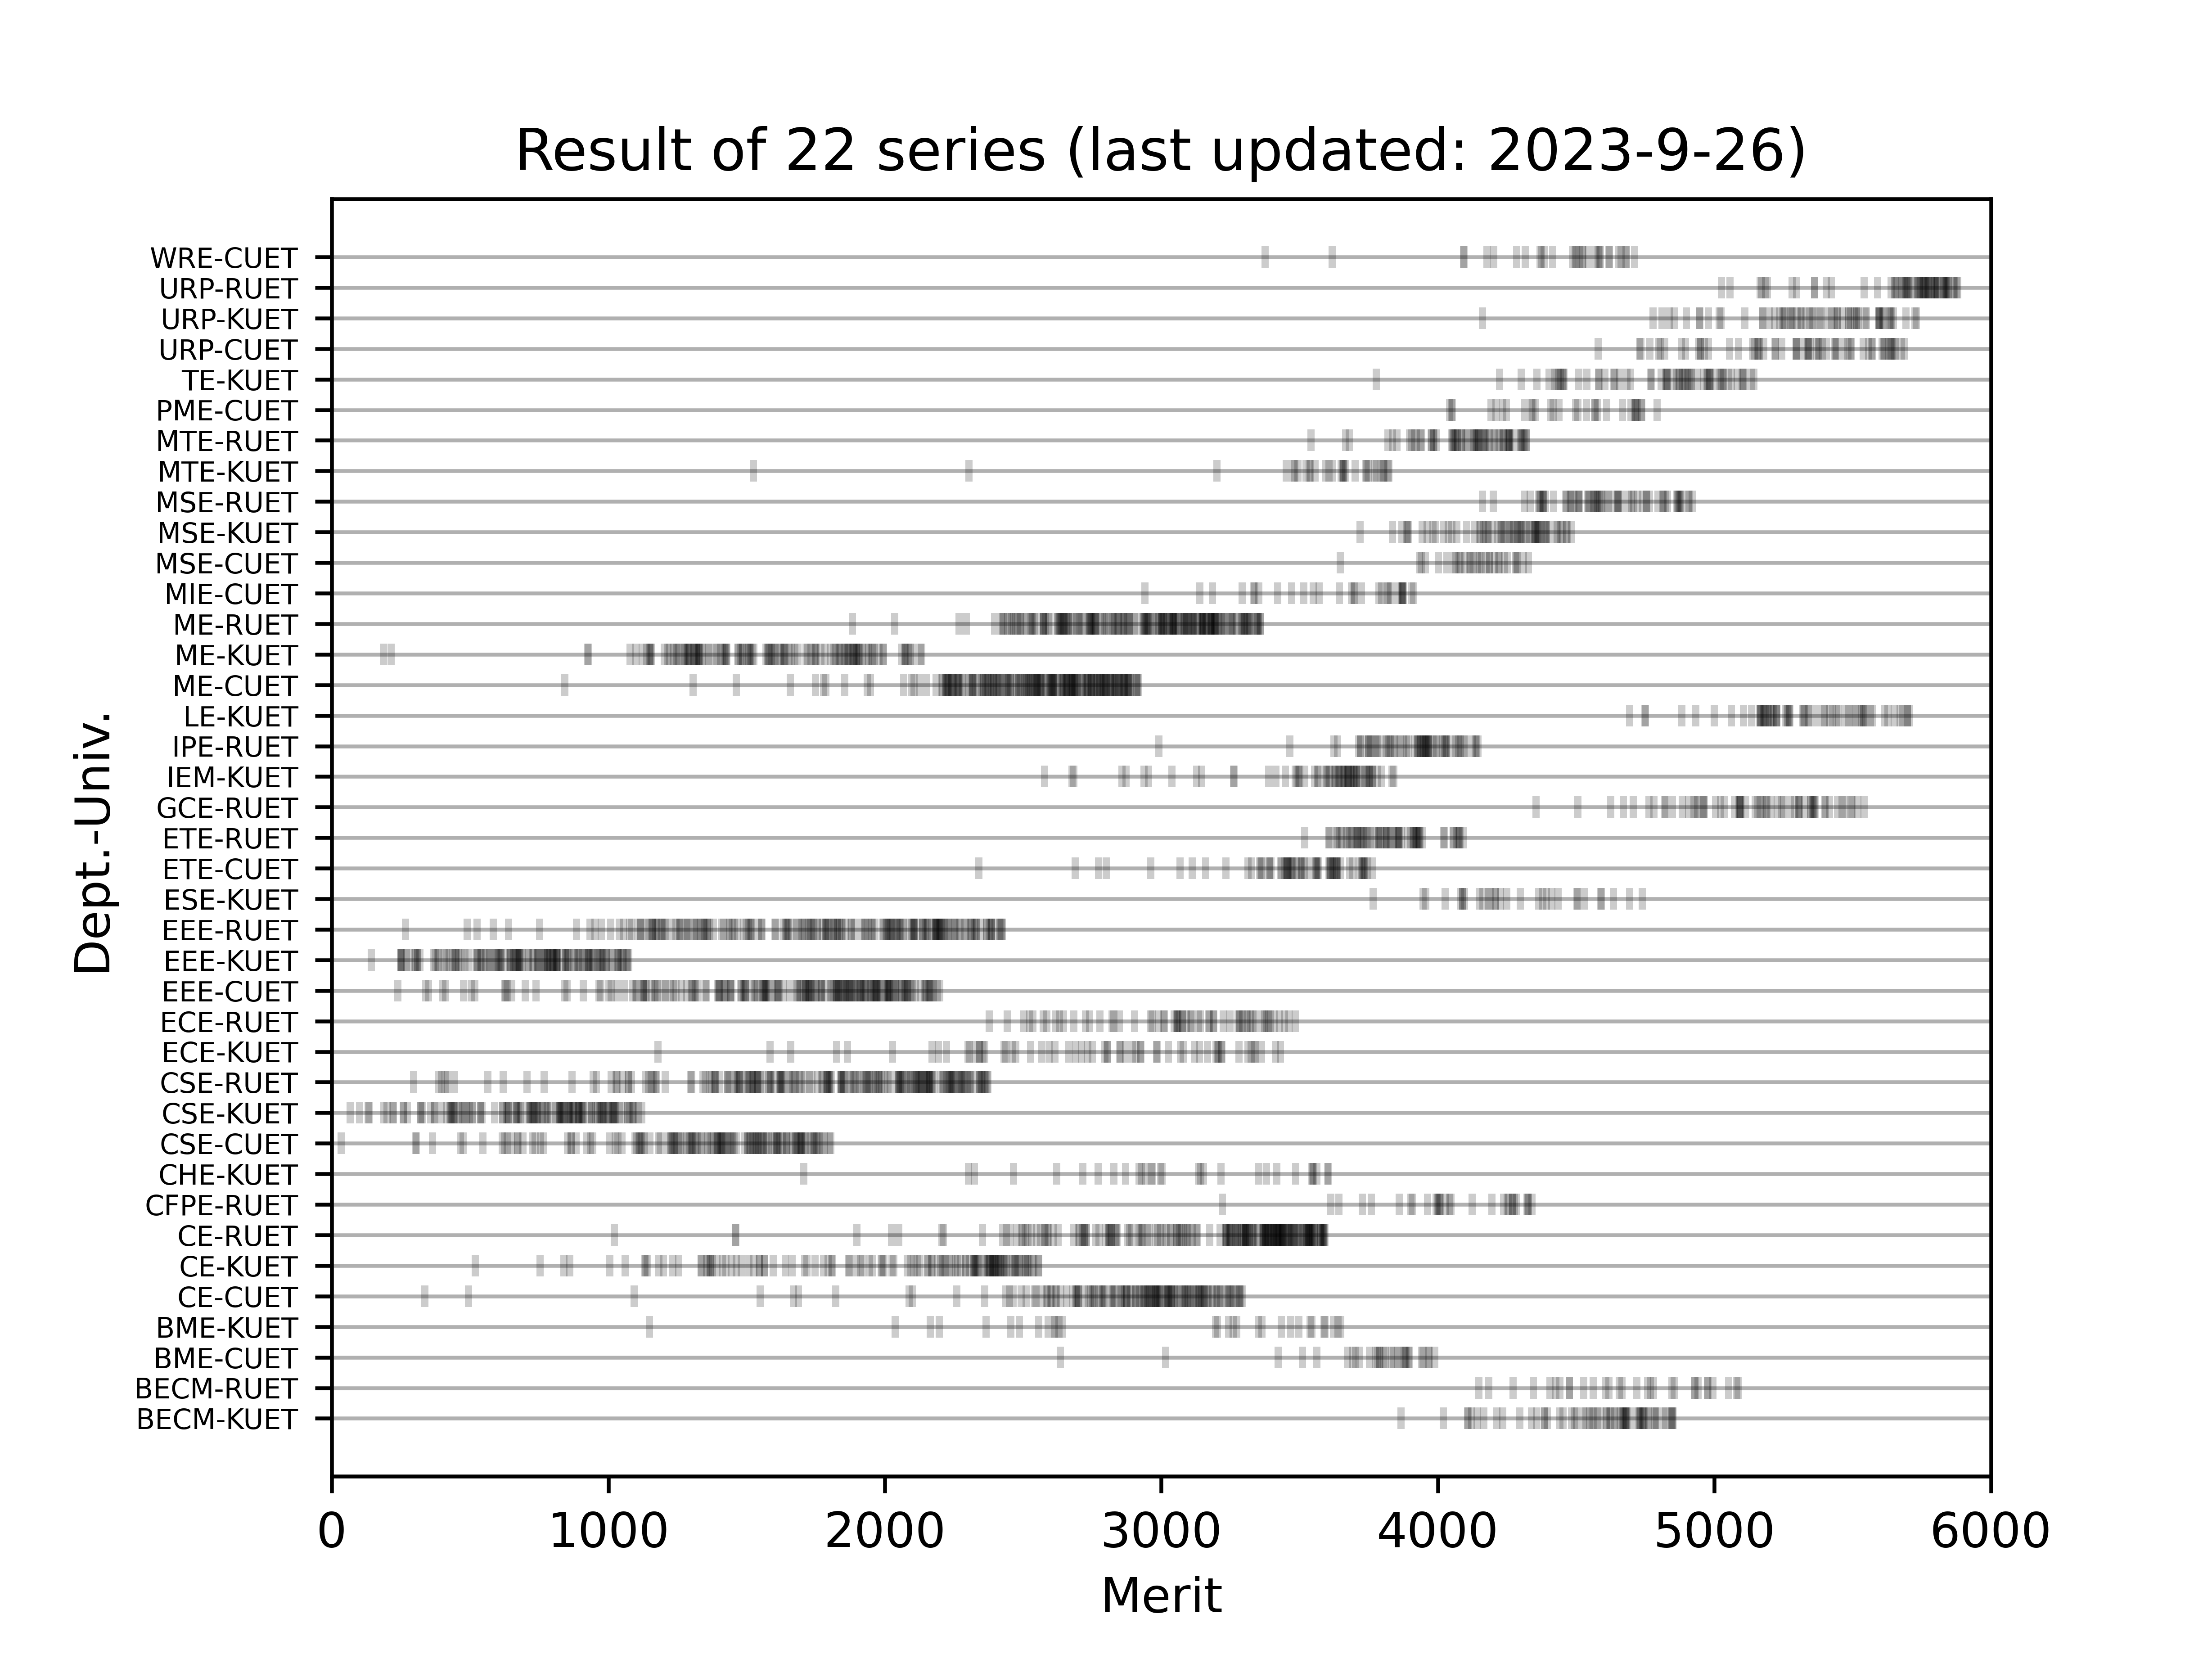 Result of 22 series (last updated: 2023-9-26)
WRE-CUET
URP-RUET
URP-KUET
URP-CUET
TE-KUET
PME-CUET
MTE-RUET
MTE-KUET
MSE-RUET
MSE-KUET
MSE-CUET
MIE-CUET
ME-RUET
ME-KUET
ME-CUET
LE-KUET
IPE-RUET
IEM-KUET
GCE-RUET
ETE-RUET
ETE-CUET
ESE-KUET
EEE-RUET
EEE-KUET
EEE-CUET
ECE-RUET
ECE-KUET
CSE-RUET
CSE-KUET
CSE-CUET
CHE-KUET
CFPE-RUET
CE-RUET
CE-KUET
CE-CUET
BME-KUET
BME-CUET
BECM-RUET
BECM-KUET
Dept.-Univ.
0 1000 2000 3000 4000 5000 6000
Merit